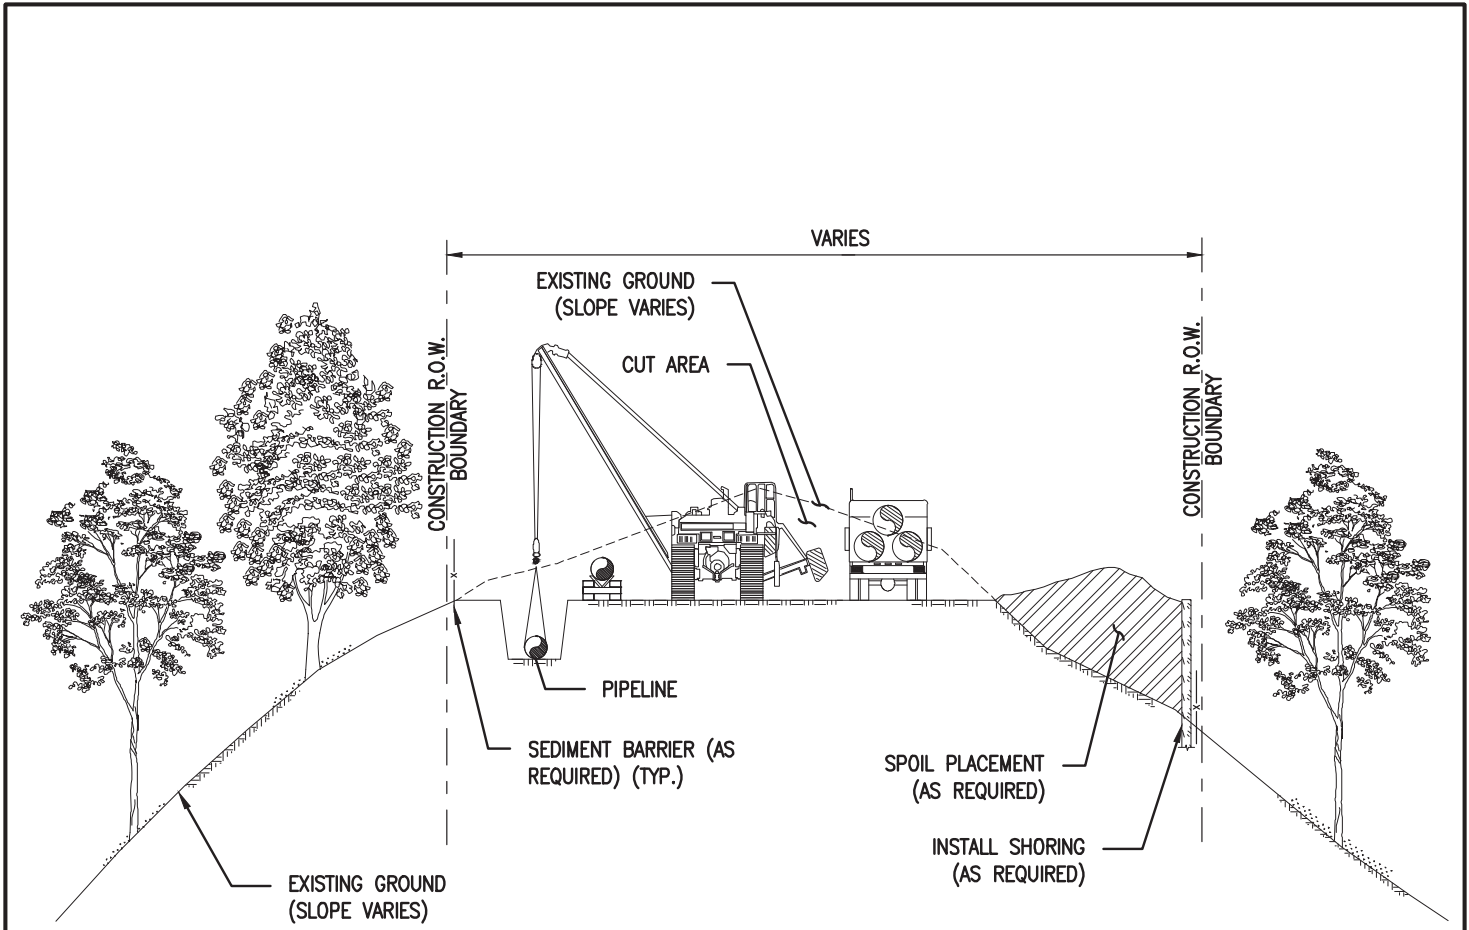 VARIES
EXISTING GROUND
(SLOPE VARIES)
CUT AREA
CONSTRUCTION R.O.W.
BOUNDARY
CONSTRUCTION R.O.W.
BOUNDARY
x
x
PIPELINE
SEDIMENT BARRIER (AS
REQUIRED) (TYP.)
SPOIL PLACEMENT
(AS REQUIRED)
INSTALL SHORING
(AS REQUIRED)
EXISTING GROUND
(SLOPE VARIES)